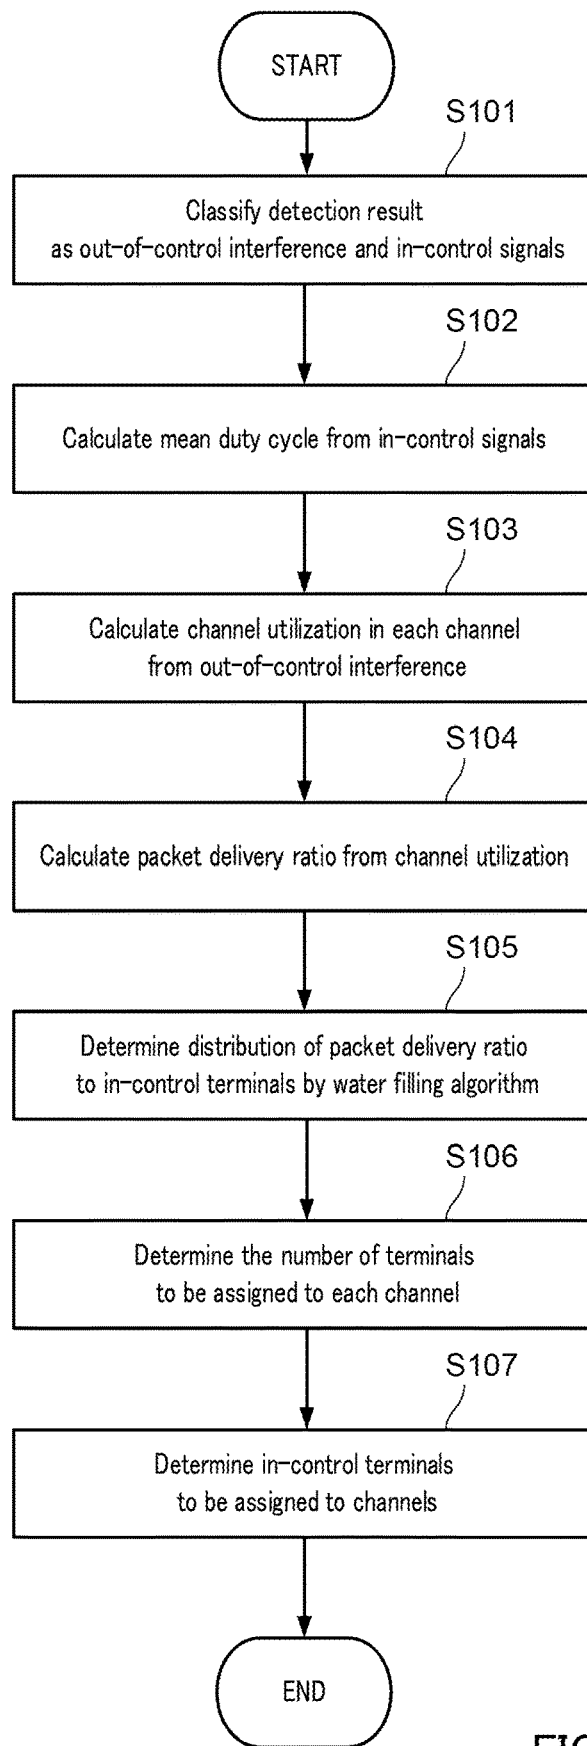 START
S101
Classify detection result
as out-of-control interference and in-control signals
S102
Calculate mean duty cycle from in-control signals
S103
Calculate channel utilization in each channel
from out-of-control interference
S104
Calculate packet delivery ratio from channel utilization
S105
Determine distribution of packet delivery ratio
to in-control terminals by water filling algorithm
S106
Determine the number of terminals
to be assigned to each channel
S107
Determine in-control terminals
to be assigned to channels
END